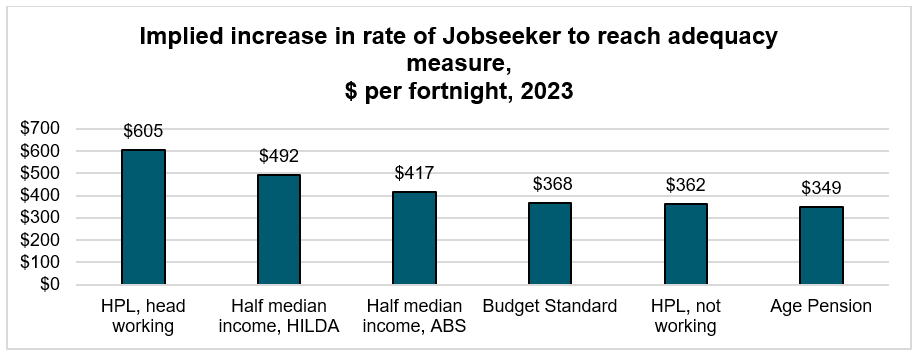 Implied increase in rate of Jobseeker to reach adequacy
measure,
$ per fortnight, 2023
$700
$600
$500
$400
$300
$200
$100
$0
$605
$492
$417
$368
$362
$349
HPL, head
working
Half median
income, HILDA
Half median
income, ABS
Budget Standard
HPL, not
working
Age Pension